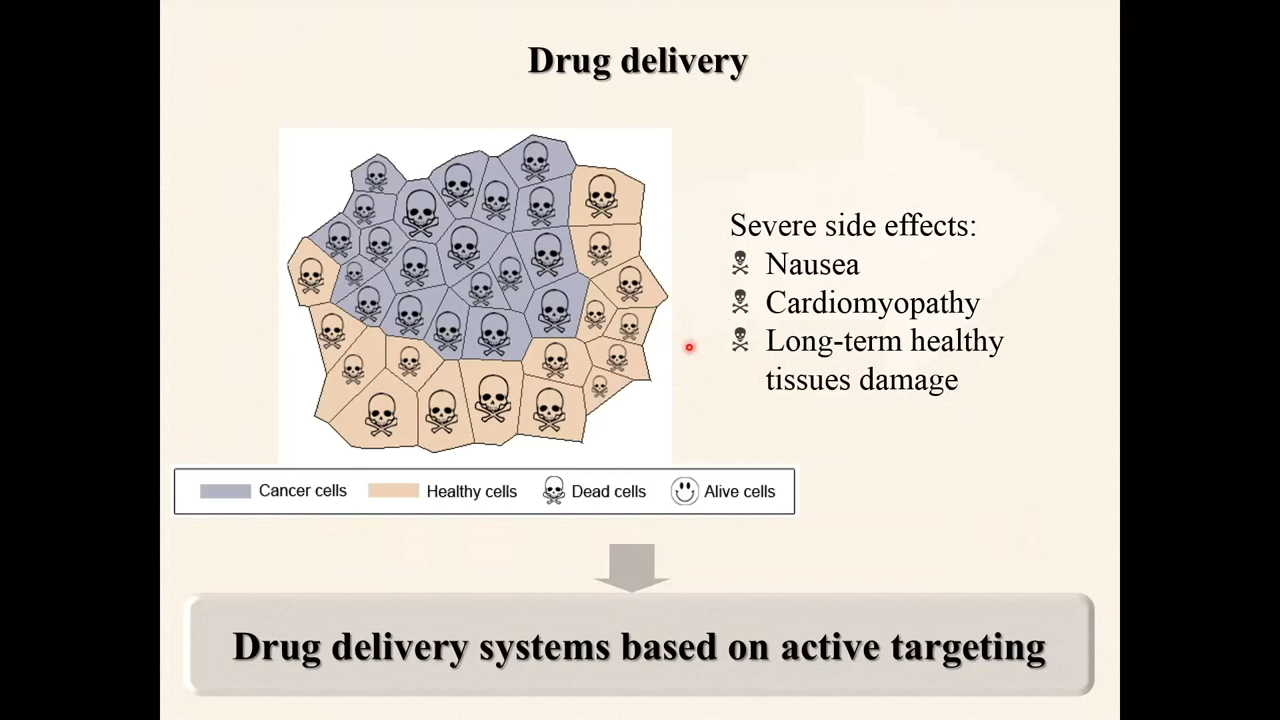 Drug delivery
Severe side effects:
Nausea
Cardiomyopathy
Long-term healthy
tissues damage
Cancer cells Healthy cells Dead cells Alive cells
Drug delivery systems based on active targeting